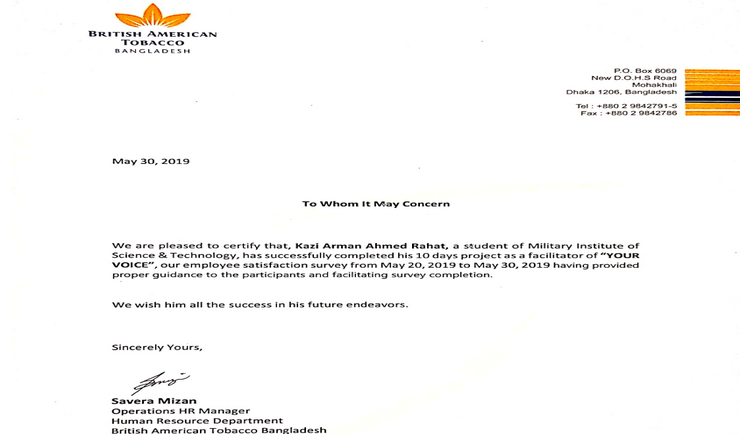 BRITISH AMERICAN
TOBACCO
BANGLADESH
P.O. Box 6069
New D.O.H.S Road
Mohakhali
Dhaka 1206, Bangladesh
Tel : +880 2 9842791-5
Fax : +880 2 9842786
May 30, 2019
To Whom It May Concern
We are pleased to certify that, Kazi Arman Ahmed Rahat, a student of Military Institute of
Science & Technology, has successfully completed his 10 days project as a facilitator of "YOUR
VOICE", our employee satisfaction survey from May 20, 2019 to May 30, 2019 having provided
proper guidance to the participants and facilitating survey completion.
We wish him all the success in his future endeavors.
Sincerely Yours,
Savera Mizan
Operations HR Manager
Human Resource Department
British American Tobacco Bangladesh